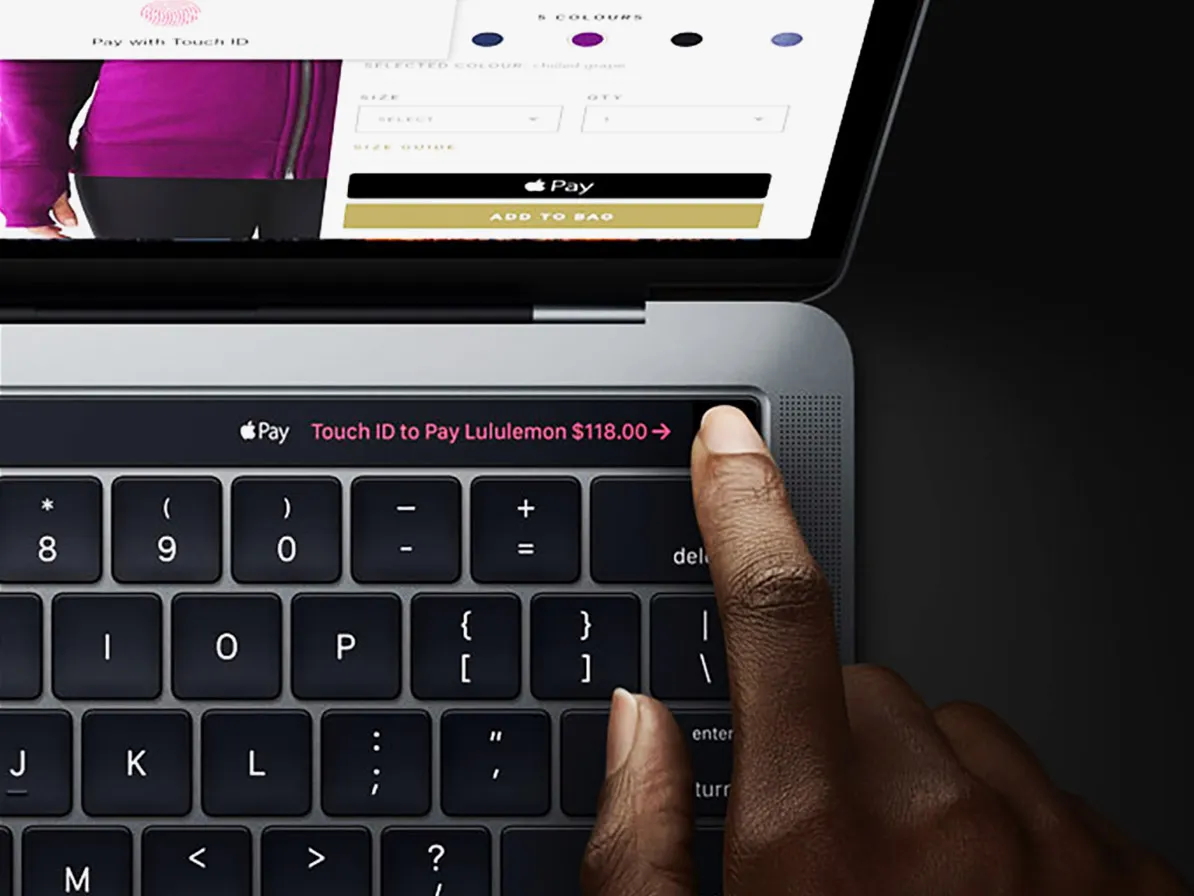 5 COLOURS
Pay with Touch ID
SELECTED COLOUR: chilled grape
SIZE QTY
SELECT 1
SIZE GUIDE
Pay
ADD TO BAG
Pay Touch ID to Pay Lululemon $118.00 →
* ( ) – +
8 9 0 - = dele
{ } |
I O P [ ] \
: " enter
J K L ; ' turn
< > ?
M /